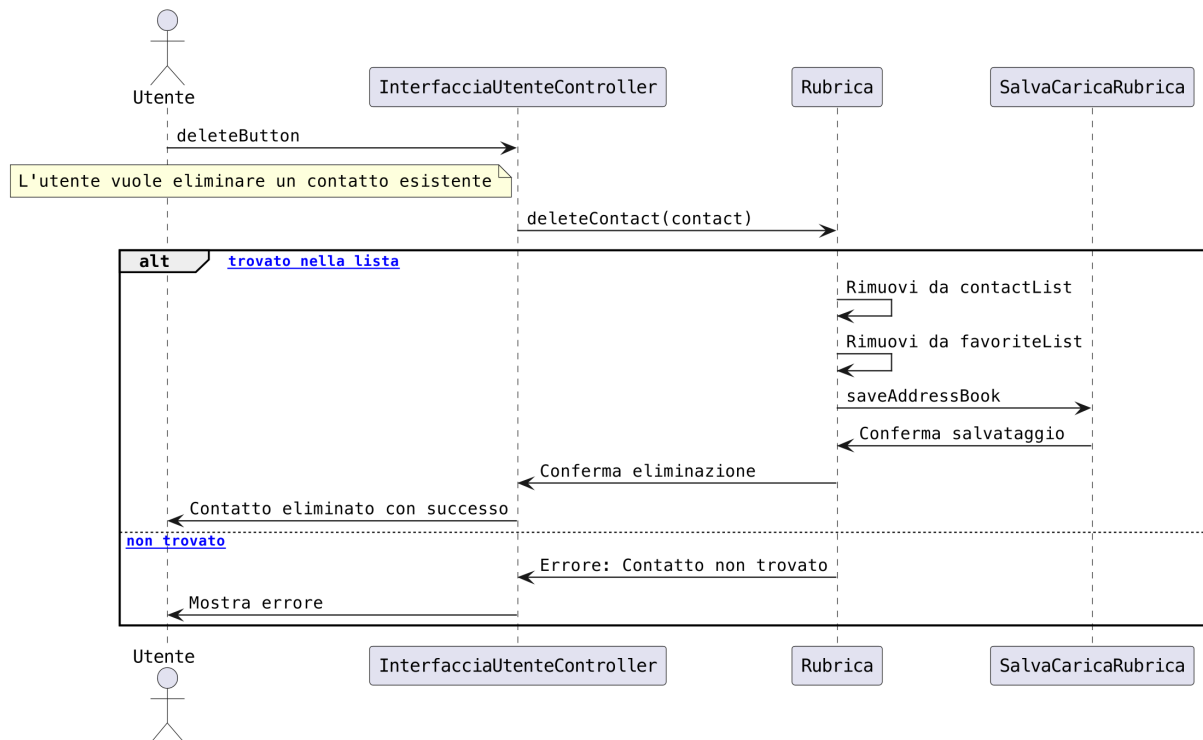 Utente
InterfacciaUtenteController
Rubrica
SalvaCaricaRubrica
deleteButton
L'utente vuole eliminare un contatto esistente
deleteContact(contact)
alt
trovato nella lista
Rimuovi da contactList
Rimuovi da favoriteList
saveAddressBook
Conferma salvataggio
Conferma eliminazione
Contatto eliminato con successo
non trovato
Errore: Contatto non trovato
Mostra errore
Utente
InterfacciaUtenteController
Rubrica
SalvaCaricaRubrica